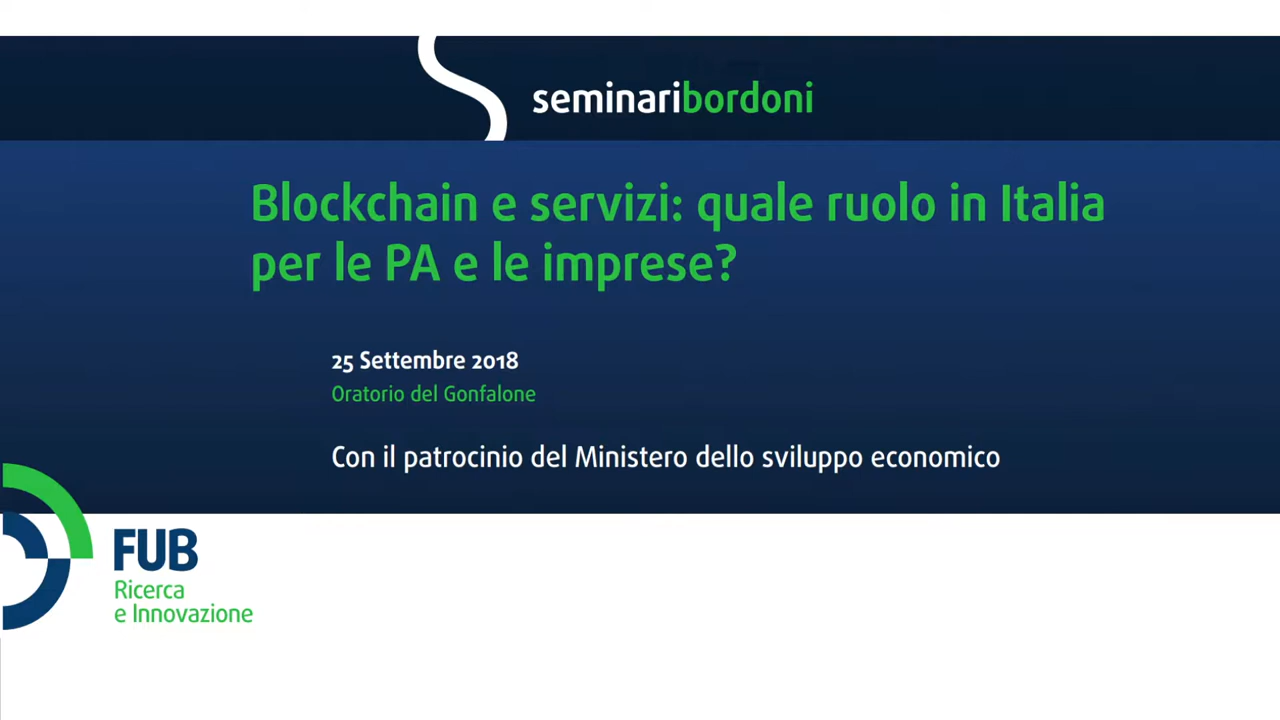 seminaribordoni
Blockchain e servizi: quale ruolo in Italia
per le PA e le imprese?
25 Settembre 2018
Oratorio del Gonfalone
Con il patrocinio del Ministero dello sviluppo economico
FUB
Ricerca
e Innovazione